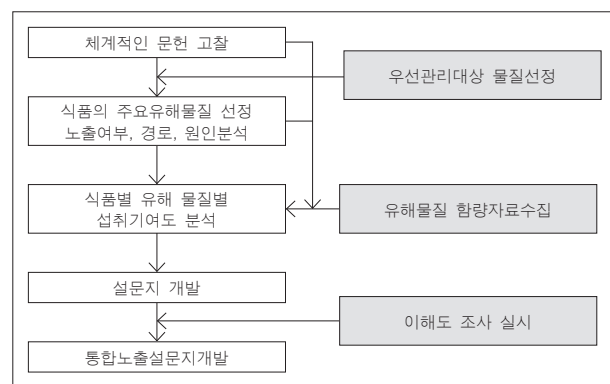 체계적인 문헌 고찰
우선관리대상 물질선정
식품의 주요유해물질 선정
노출여부, 경로, 원인분석
식품별 유해 물질별
섭취기여도 분석
유해물질 함량자료수집
설문지 개발
이해도 조사 실시
통합노출설문지개발